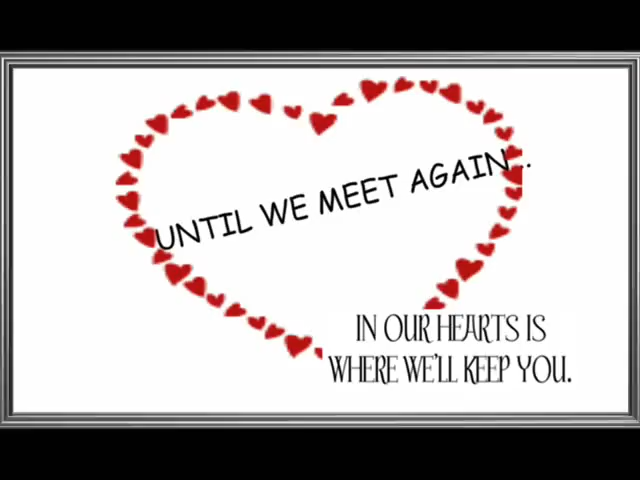 UNTIL WE MEET AGAIN .
IN OUR HEARTS IS
WHERE WE'LL KEEP YOU.